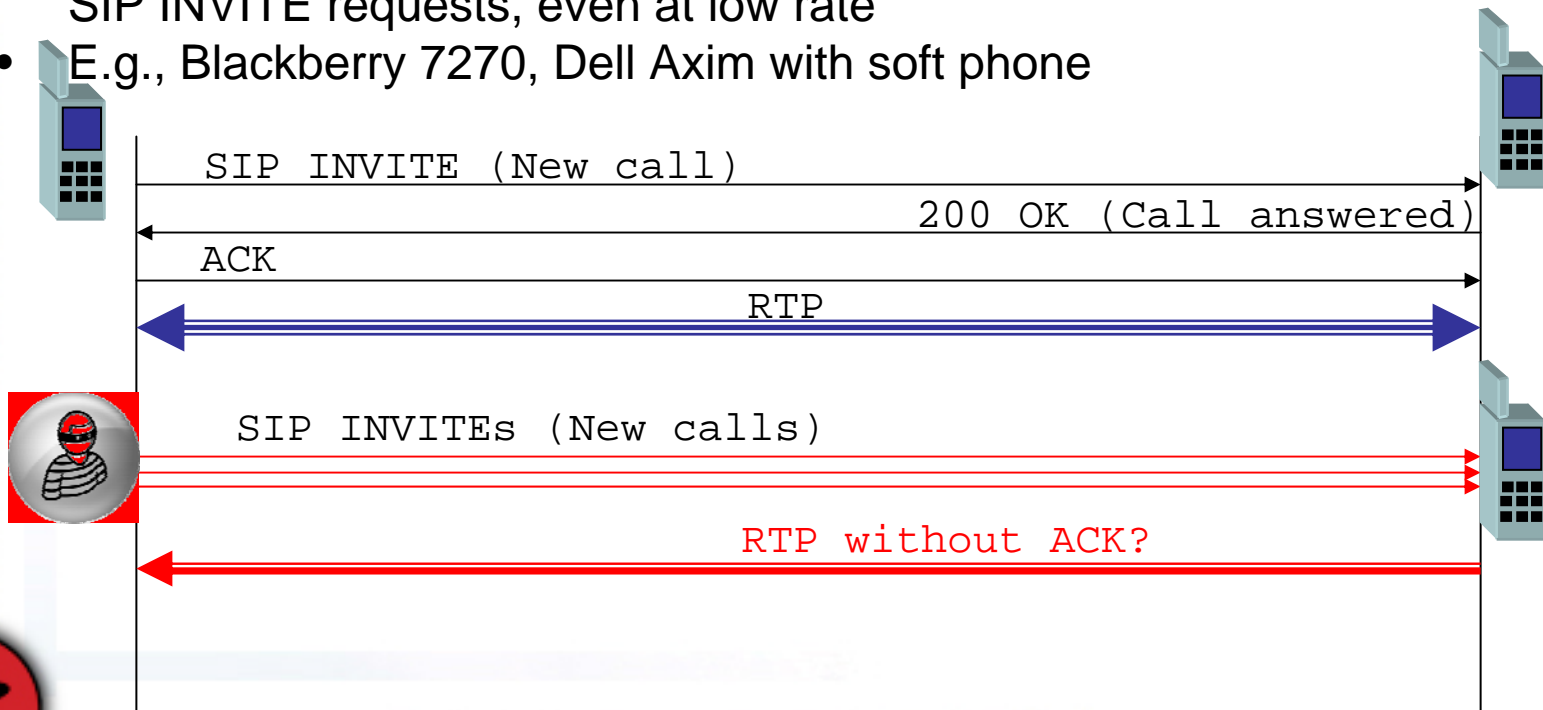 SIP INVITE requests, even at low rate
• E.g., Blackberry 7270, Dell Axim with soft phone
SIP INVITE (New call)
200 OK (Call answered)
ACK
RTP
SIP INVITEs (New calls)
RTP without ACK?